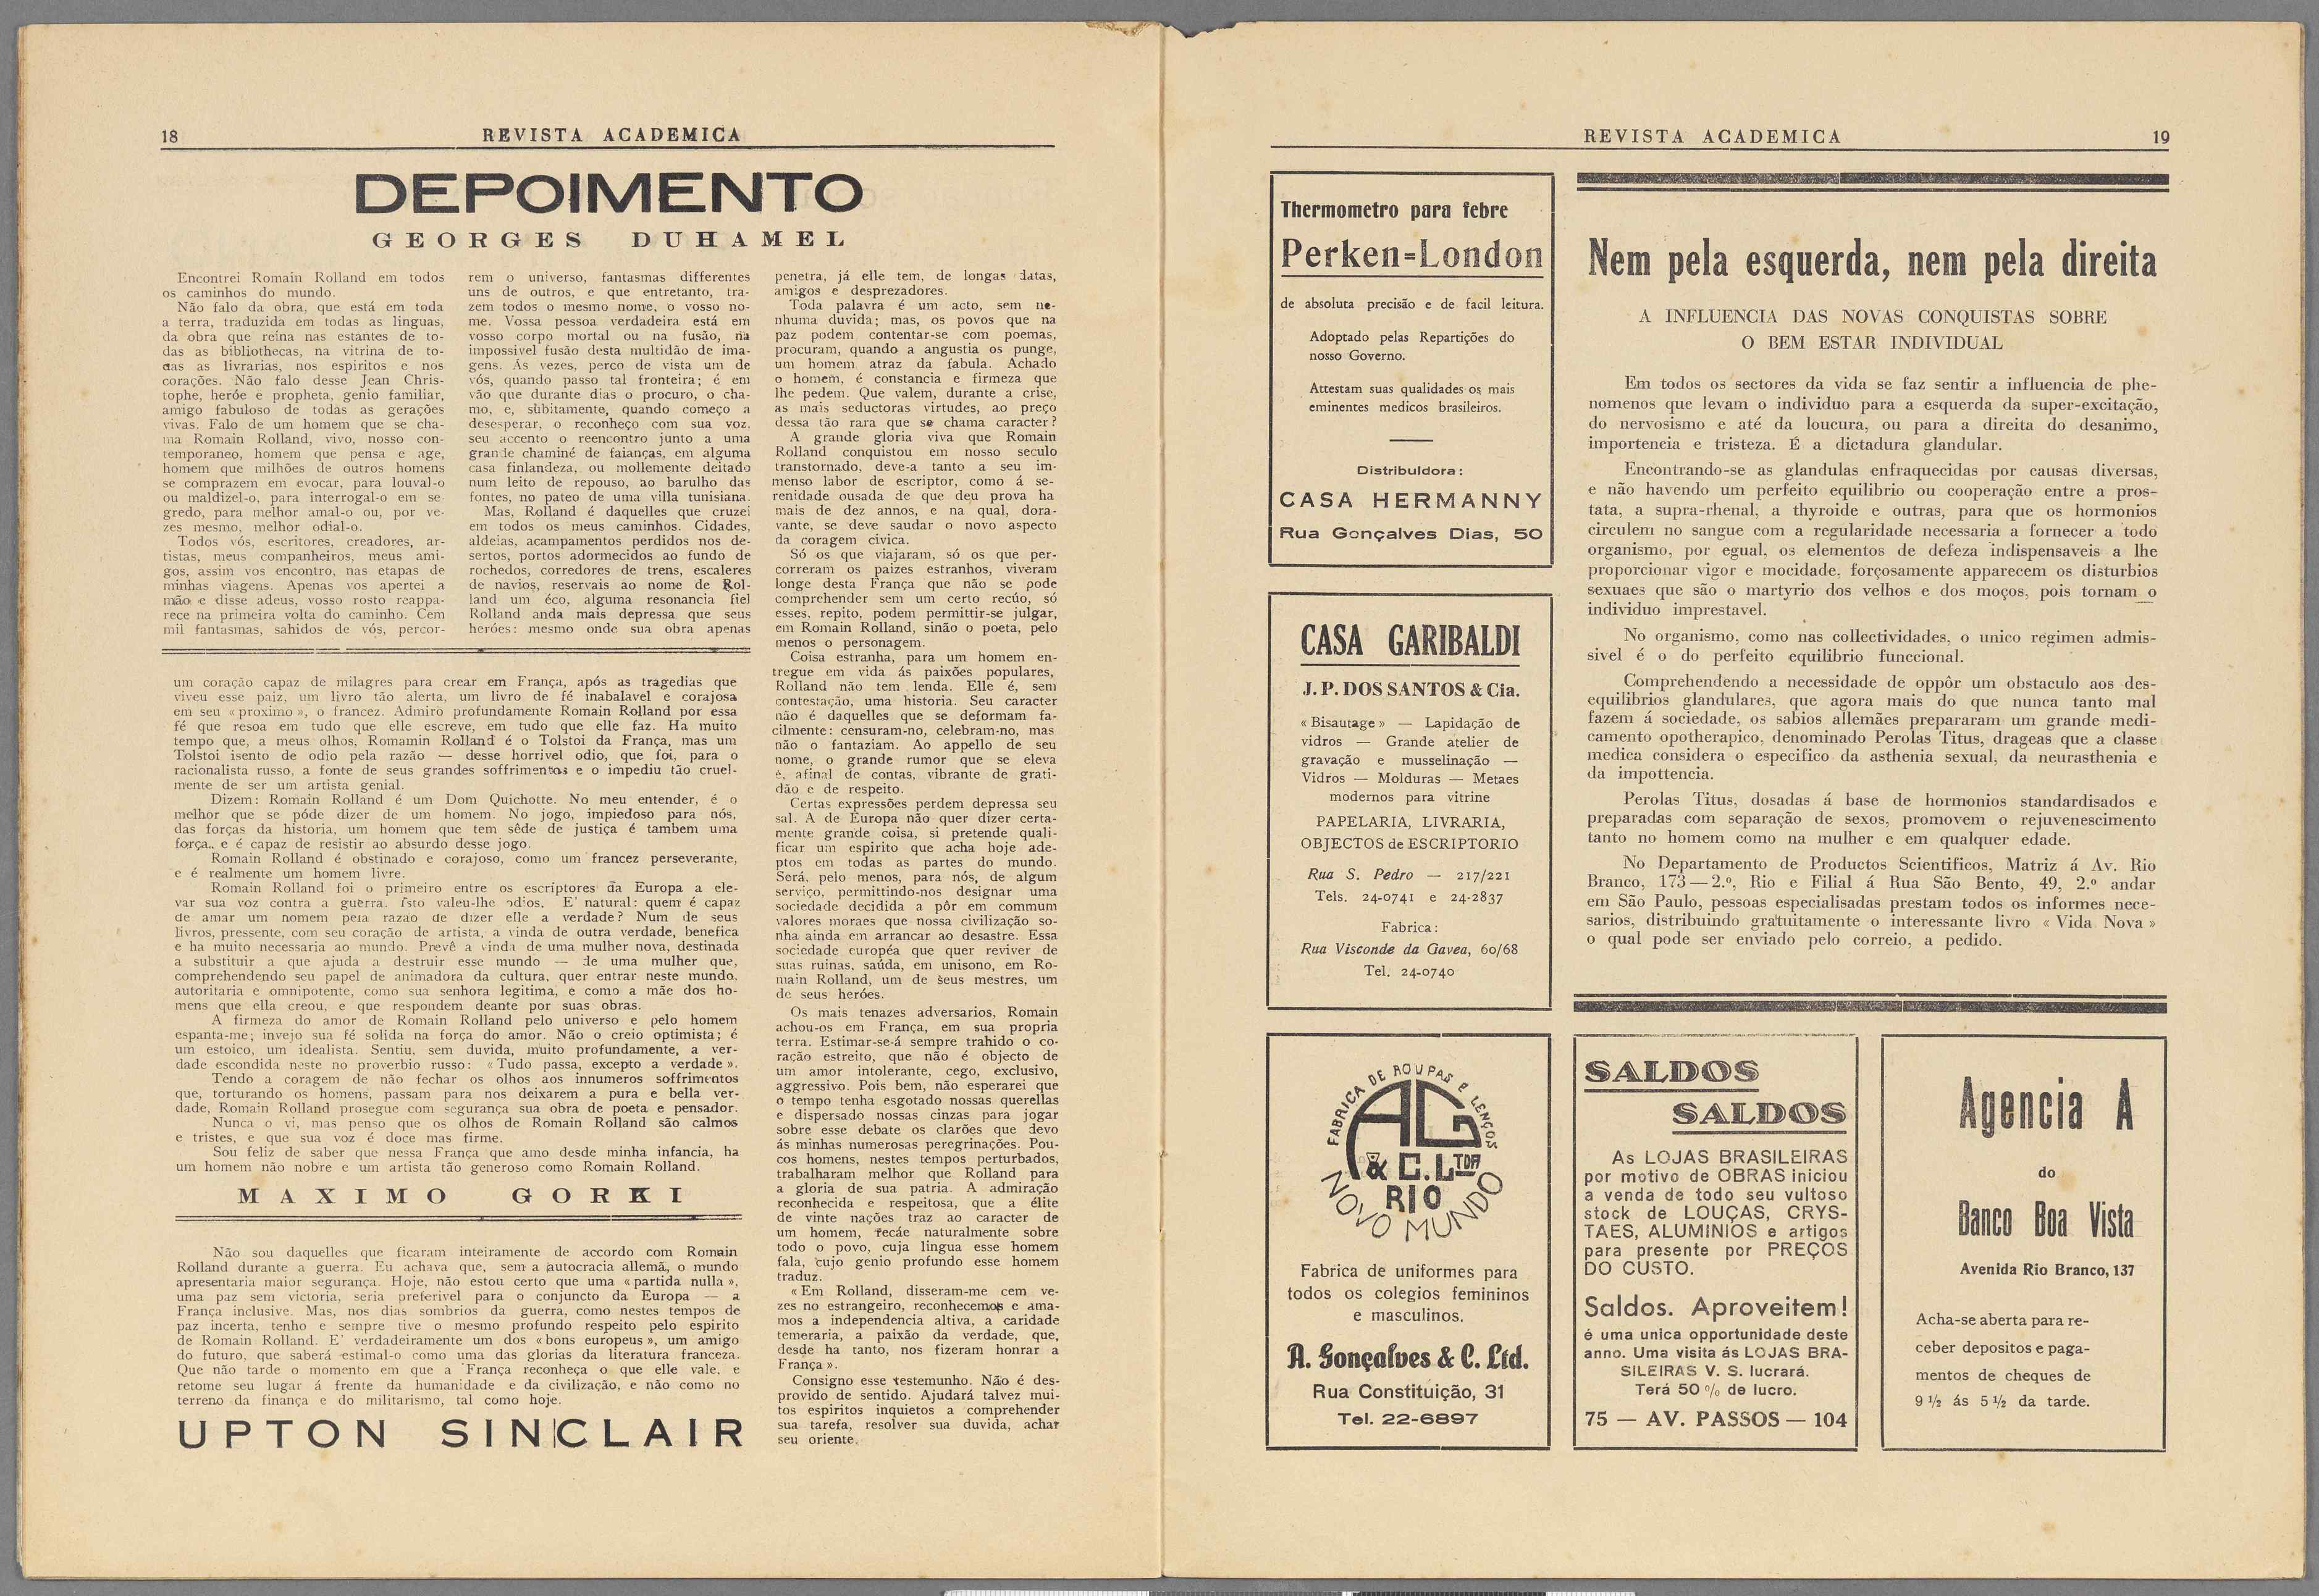 18
REVISTA ACADEMICA
DEPOIMENTO
GEORGES DUHAMEL
Encontrei Romain Rolland em todos
os caminhos do mundo.
Não falo da obra, que está em toda
a terra, traduzida em todas as linguas,
da obra que reina nas estantes de to-
das as bibliothecas, na vitrina de to-
das as livrarias, nos espiritos e nos
corações. Não falo desse Jean Chris-
tophe, heróe e propheta, genio familiar,
amigo fabuloso de todas as gerações
vivas. Falo de um homem que se cha-
ma Romain Rolland, vivo, nosso con-
temporaneo, homem que pensa e age,
homem que milhões de outros homens
se comprazem em evocar, para louval-o
ou maldizel-o, para interrogal-o em se-
gredo, para melhor amal-o ou, por ve-
zes mesmo, melhor odial-o.
Todos vós, escritores, creadores, ar-
tistas, meus companheiros, meus ami-
gos, assim vos encontro, nas etapas de
minhas viagens. Apenas vos apertei a
mão e disse adeus, vosso rosto reappa-
rece na primeira volta do caminho. Cem
mil fantasmas, sahidos de vós, percor-
rem o universo, fantasmas differentes
uns de outros, e que entretanto, tra-
zem todos o mesmo nome, o vosso no-
me. Vossa pessoa verdadeira está em
vosso corpo mortal ou na fusão, na
impossivel fusão desta multidão de ima-
gens. Ás vezes, perco de vista um de
vós, quando passo tal fronteira; é em
vão que durante dias o procuro, o cha-
mo, e, sùbitamente, quando começo a
desesperar, o reconheço com sua voz,
seu accento o reencontro junto a uma
grande chaminé de faianças, em alguma
casa finlandeza, ou mollemente deitado
num leito de repouso, ao barulho das
fontes, no pateo de uma villa tunisiana.
Mas, Rolland é daquelles que cruzei
em todos os meus caminhos. Cidades,
aldeias, acampamentos perdidos nos de-
sertos, portos adormecidos ao fundo de
rochedos, corredores de trens, escaleres
de navios, reservais ao nome de Rol-
land um éco, alguma resonancia fiel
Rolland anda mais depressa que seus
heróes: mesmo onde sua obra apenas
penetra, já elle tem, de longas datas,
amigos e desprezadores.
Toda palavra é um acto, sem ne-
nhuma duvida; mas, os povos que na
paz podem contentar-se com poemas,
procuram, quando a angustia os punge,
um homem atraz da fabula. Achado
o homem, é constancia e firmeza que
lhe pedem. Que valem, durante a crise,
as mais seductoras virtudes, ao preço
dessa tão rara que se chama caracter?
A grande gloria viva que Romain
Rolland conquistou em nosso seculo
transtornado, deve-a tanto a seu im-
menso labor de escriptor, como á se-
renidade ousada de que deu prova ha
mais de dez annos, e na qual, dora-
vante, se deve saudar o novo aspecto
da coragem civica.
Só os que viajaram, só os que per-
correram os paizes estranhos, viveram
longe desta França que não se pode
comprehender sem um certo recúo, só
esses, repito, podem permittir-se julgar,
em Romain Rolland, sinão o poeta, pelo
menos o personagem.
Coisa estranha, para um homem en-
tregue em vida ás paixões populares,
Rolland não tem lenda. Elle é, sem
contestação, uma historia. Seu caracter
não é daquelles que se deformam fa-
cilmente: censuram-no, celebram-no, mas
não o fantaziam. Ao appello de seu
nome, o grande rumor que se eleva
é, afinal de contas, vibrante de grati-
dão e de respeito.
Certas expressões perdem depressa seu
sal. A de Europa não quer dizer certa-
mente grande coisa, si pretende quali-
ficar um espirito que acha hoje ade-
ptos em todas as partes do mundo.
Será, pelo menos, para nós, de algum
serviço, permittindo-nos designar uma
sociedade decidida a pôr em commum
valores moraes que nossa civilização so-
nha ainda em arrancar ao desastre. Essa
sociedade européa que quer reviver de
suas ruinas, saúda, em unisono, em Ro-
main Rolland, um de seus mestres, um
de seus heróes.
Os mais tenazes adversarios, Romain
achou-os em França, em sua propria
terra. Estimar-se-á sempre trahido o co-
ração estreito, que não é objecto de
um amor intolerante, cego, exclusivo,
aggressivo. Pois bem, não esperarei que
o tempo tenha esgotado nossas querellas
e dispersado nossas cinzas para jogar
sobre esse debate os clarões que devo
ás minhas numerosas peregrinações. Pou-
cos homens, nestes tempos perturbados,
trabalharam melhor que Rolland para
a gloria de sua patria. A admiração
reconhecida e respeitosa, que a élite
de vinte nações traz ao caracter de
um homem, recáe naturalmente sobre
todo o povo, cuja lingua esse homem
fala, cujo genio profundo esse homem
traduz.
«Em Rolland, disseram-me cem ve-
zes no estrangeiro, reconhecemos e ama-
mos a independencia altiva, a caridade
temeraria, a paixão da verdade, que,
desde ha tanto, nos fizeram honrar a
França».
Consigno esse testemunho. Não é des-
provido de sentido. Ajudará talvez mui-
tos espiritos inquietos a comprehender
sua tarefa, resolver sua duvida, achar
seu oriente.
um coração capaz de milagres para crear em França, após as tragedias que
viveu esse paiz, um livro tão alerta, um livro de fé inabalavel e corajosa
em seu «proximo», o francez. Admiro profundamente Romain Rolland por essa
fé que resoa em tudo que elle escreve, em tudo que elle faz. Ha muito
tempo que, a meus olhos, Romamin Rolland é o Tolstoi da França, mas um
Tolstoi isento de odio pela razão — desse horrivel odio, que foi, para o
racionalista russo, a fonte de seus grandes soffrimentos e o impediu tão cruel-
mente de ser um artista genial.
Dizem: Romain Rolland é um Dom Quichotte. No meu entender, é o
melhor que se póde dizer de um homem. No jogo, impiedoso para nós,
das forças da historia, um homem que tem sêde de justiça é tambem uma
força, e é capaz de resistir ao absurdo desse jogo.
Romain Rolland é obstinado e corajoso, como um francez perseverante,
e é realmente um homem livre.
Romain Rolland foi o primeiro entre os escriptores da Europa a ele-
var sua voz contra a guerra. Isto valeu-lhe odios. E' natural: quem é capaz
de amar um nomem pela razão de dizer elle a verdade? Num de seus
livros, pressente, com seu coração de artista, a vinda de outra verdade, benefica
e ha muito necessaria ao mundo. Prevê a vinda de uma mulher nova, destinada
a substituir a que ajuda a destruir esse mundo — de uma mulher que,
comprehendendo seu papel de animadora da cultura, quer entrar neste mundo,
autoritaria e omnipotente, como sua senhora legitima, e como a mãe dos ho-
mens que ella creou, e que respondem deante por suas obras.
A firmeza do amor de Romain Rolland pelo universo e pelo homem
espanta-me; invejo sua fé solida na força do amor. Não o creio optimista; é
um estoico, um idealista. Sentiu, sem duvida, muito profundamente, a ver-
dade escondida neste no proverbio russo: «Tudo passa, excepto a verdade».
Tendo a coragem de não fechar os olhos aos innumeros soffrimentos
que, torturando os homens, passam para nos deixarem a pura e bella ver-
dade, Romain Rolland prosegue com segurança sua obra de poeta e pensador.
Nunca o vi, mas penso que os olhos de Romain Rolland são calmos
e tristes, e que sua voz é doce mas firme.
Sou feliz de saber que nessa França que amo desde minha infancia, ha
um homem não nobre e um artista tão generoso como Romain Rolland.
MAXIMO GORKI
Não sou daquelles que ficaram inteiramente de accordo com Romain
Rolland durante a guerra. Eu achava que, sem a autocracia allemã, o mundo
apresentaria maior segurança. Hoje, não estou certo que uma «partida nulla»,
uma paz sem victoria, seria preferivel para o conjuncto da Europa — a
França inclusive. Mas, nos dias sombrios da guerra, como nestes tempos de
paz incerta, tenho e sempre tive o mesmo profundo respeito pelo espirito
de Romain Rolland. E' verdadeiramente um dos «bons europeus», um amigo
do futuro, que saberá estimal-o como uma das glorias da literatura franceza.
Que não tarde o momento em que a França reconheça o que elle vale, e
retome seu lugar á frente da humanidade e da civilização, e não como no
terreno da finança e do militarismo, tal como hoje.
UPTON SINCLAIR
REVISTA ACADEMICA
19
Thermometro para febre
Perken=London
de absoluta precisão e de facil leitura.
Adoptado pelas Repartições do
nosso Governo.
Attestam suas qualidades os mais
eminentes medicos brasileiros.
Distribuidora:
CASA HERMANNY
Rua Gonçalves Dias, 50
CASA GARIBALDI
J. P. DOS SANTOS & Cia.
«Bisautage» — Lapidação de
vidros — Grande atelier de
gravação e musselinação —
Vidros — Molduras — Metaes
modernos para vitrine
PAPELARIA, LIVRARIA,
OBJECTOS de ESCRIPTORIO
Rua S. Pedro — 217/221
Tels. 24-0741 e 24-2837
Fabrica:
Rua Visconde da Gavea, 60/68
Tel. 24-0740
Nem pela esquerda, nem pela direita
A INFLUENCIA DAS NOVAS CONQUISTAS SOBRE
O BEM ESTAR INDIVIDUAL
Em todos os sectores da vida se faz sentir a influencia de phe-
nomenos que levam o individuo para a esquerda da super-excitação,
do nervosismo e até da loucura, ou para a direita do desanimo,
importencia e tristeza. É a dictadura glandular.
Encontrando-se as glandulas enfraquecidas por causas diversas,
e não havendo um perfeito equilibrio ou cooperação entre a pros-
tata, a supra-rhenal, a thyroide e outras, para que os hormonios
circulem no sangue com a regularidade necessaria a fornecer a todo
organismo, por egual, os elementos de defeza indispensaveis a lhe
proporcionar vigor e mocidade, forçosamente apparecem os disturbios
sexuaes que são o martyrio dos velhos e dos moços, pois tornam o
individuo imprestavel.
No organismo, como nas collectividades, o unico regimen admis-
sivel é o do perfeito equilibrio funccional.
Comprehendendo a necessidade de oppôr um obstaculo aos des-
equilibrios glandulares, que agora mais do que nunca tanto mal
fazem á sociedade, os sabios allemães prepararam um grande medi-
camento opotherapico, denominado Perolas Titus, drageas que a classe
medica considera o especifico da asthenia sexual, da neurasthenia e
da impottencia.
Perolas Titus, dosadas á base de hormonios standardisados e
preparadas com separação de sexos, promovem o rejuvenescimento
tanto no homem como na mulher e em qualquer edade.
No Departamento de Productos Scientificos, Matriz á Av. Rio
Branco, 173—2.º, Rio e Filial á Rua São Bento, 49, 2.º andar
em São Paulo, pessoas especialisadas prestam todos os informes nece-
sarios, distribuindo gratuitamente o interessante livro «Vida Nova»
o qual pode ser enviado pelo correio, a pedido.
FABRICA DE ROUPAS E LENÇOS
AG
& C. LTDA
RIO
NOVO MUNDO
Fabrica de uniformes para
todos os colegios femininos
e masculinos.
A. Gonçalves & C. Ltd.
Rua Constituição, 31
Tel. 22-6897
SALDOS
SALDOS
As LOJAS BRASILEIRAS
por motivo de OBRAS iniciou
a venda de todo seu vultoso
stock de LOUÇAS, CRYS-
TAES, ALUMINIOS e artigos
para presente por PREÇOS
DO CUSTO.
Saldos. Aproveitem!
é uma unica opportunidade deste
anno. Uma visita ás LOJAS BRA-
SILEIRAS V. S. lucrará.
Terá 50 % de lucro.
75 — AV. PASSOS — 104
Agencia A
do
Banco Boa Vista
Avenida Rio Branco, 137
Acha-se aberta para re-
ceber depositos e paga-
mentos de cheques de
9 ½ ás 5 ½ da tarde.